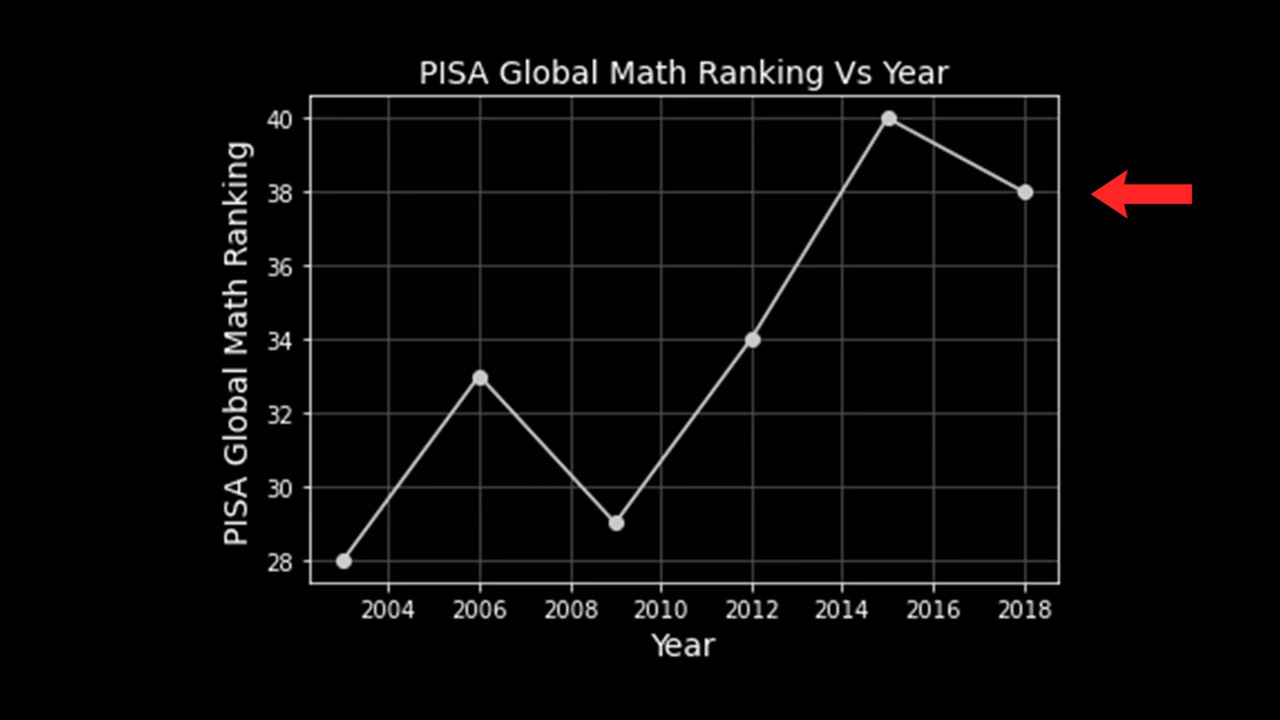 PISA Global Math Ranking Vs Year
PISA Global Math Ranking
40
38
36
34
32
30
28
2004 2006 2008 2010 2012 2014 2016 2018
Year